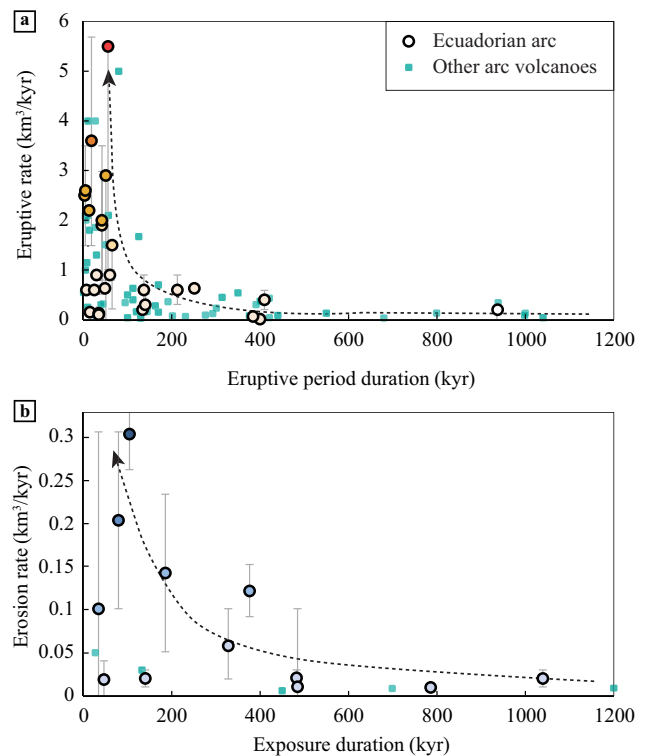 a
6
5
4
3
2
1
0
Eruptive rate (km³/kyr)
Ecuadorian arc
Other arc volcanoes
0 200 400 600 800 1000 1200
Eruptive period duration (kyr)
b
0.3
0.25
0.2
0.15
0.1
0.05
0
Erosion rate (km³/kyr)
0 200 400 600 800 1000 1200
Exposure duration (kyr)